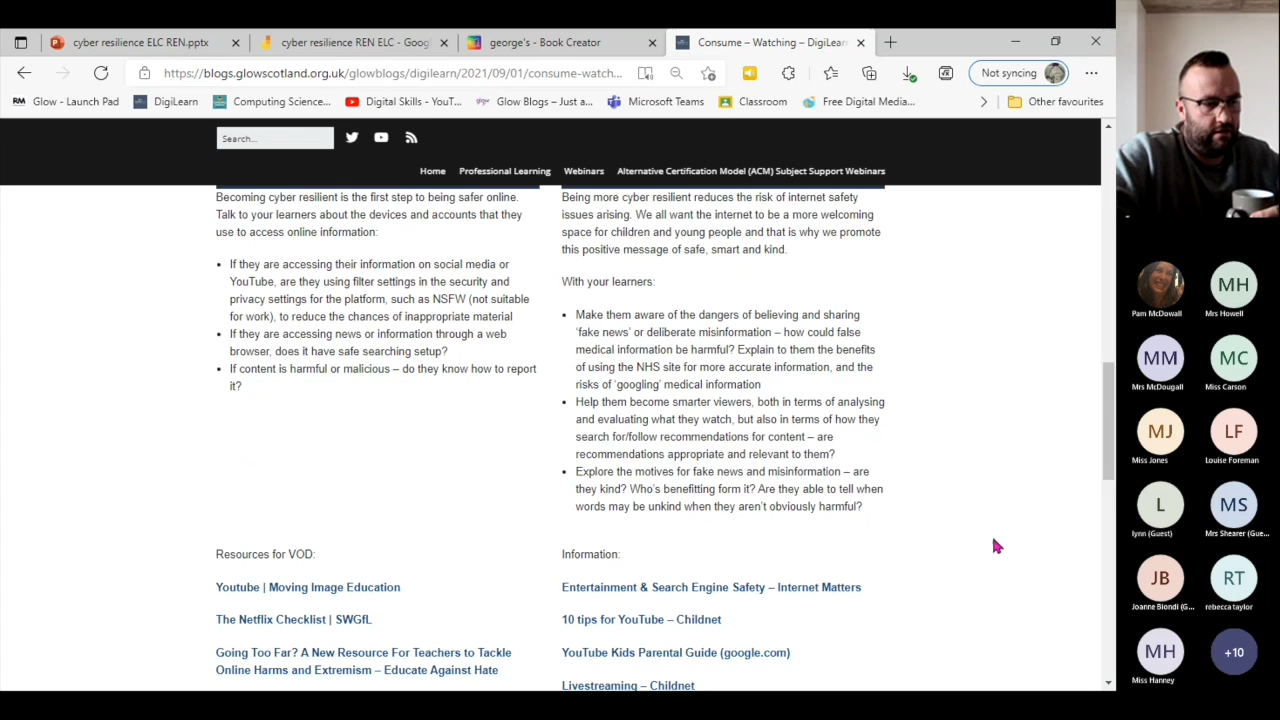 cyber resilience ELC REN.pptx
cyber resilience REN ELC - Googl
george's - Book Creator
Consume – Watching – DigiLearn
https://blogs.glowscotland.org.uk/glowblogs/digilearn/2021/09/01/consume-watch...
Not syncing
RM Glow - Launch Pad
DigiLearn
Computing Science...
Digital Skills - YouT...
Glow Blogs – Just a...
Microsoft Teams
Classroom
Free Digital Media...
Other favourites
Search...
Home
Professional Learning
Webinars
Alternative Certification Model (ACM) Subject Support Webinars
Becoming cyber resilient is the first step to being safer online.
Talk to your learners about the devices and accounts that they
use to access online information:
If they are accessing their information on social media or
YouTube, are they using filter settings in the security and
privacy settings for the platform, such as NSFW (not suitable
for work), to reduce the chances of inappropriate material
If they are accessing news or information through a web
browser, does it have safe searching setup?
If content is harmful or malicious – do they know how to report
it?
Being more cyber resilient reduces the risk of internet safety
issues arising. We all want the internet to be a more welcoming
space for children and young people and that is why we promote
this positive message of safe, smart and kind.
With your learners:
Make them aware of the dangers of believing and sharing
‘fake news’ or deliberate misinformation – how could false
medical information be harmful? Explain to them the benefits
of using the NHS site for more accurate information, and the
risks of ‘googling’ medical information
Help them become smarter viewers, both in terms of analysing
and evaluating what they watch, but also in terms of how they
search for/follow recommendations for content – are
recommendations appropriate and relevant to them?
Explore the motives for fake news and misinformation – are
they kind? Who’s benefitting form it? Are they able to tell when
words may be unkind when they aren’t obviously harmful?
Resources for VOD:
Youtube | Moving Image Education
The Netflix Checklist | SWGfL
Going Too Far? A New Resource For Teachers to Tackle
Online Harms and Extremism – Educate Against Hate
Information:
Entertainment & Search Engine Safety – Internet Matters
10 tips for YouTube – Childnet
YouTube Kids Parental Guide (google.com)
Livestreaming – Childnet
Pam McDowall
MH
Mrs Howell
MM
Mrs McDougall
MC
Miss Carson
MJ
Miss Jones
LF
Louise Foreman
L
lynn (Guest)
MS
Mrs Shearer (Gue...
JB
Joanne Biondi (G...
RT
rebecca taylor
MH
Miss Hanney
+10